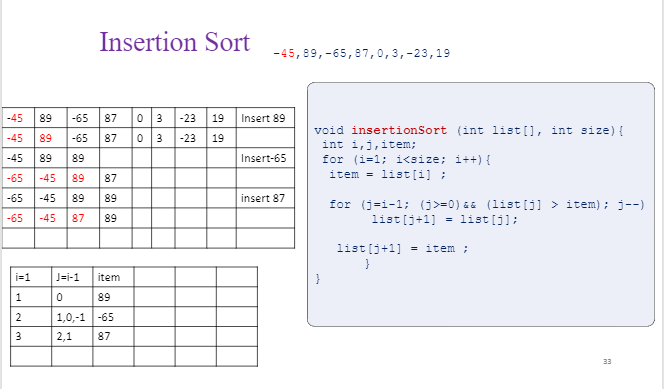 Insertion Sort
-45,89,-65,87,0,3,-23,19
-45 89 -65 87 0 3 -23 19 Insert 89
-45 89 -65 87 0 3 -23 19
-45 89 89 Insert-65
-65 -45 89 87
-65 -45 89 89 insert 87
-65 -45 87 89
i=1 J=i-1 item
1 0 89
2 1,0,-1 -65
3 2,1 87
void insertionSort (int list[], int size){
int i,j,item;
for (i=1; i<size; i++){
item = list[i] ;
for (j=i-1; (j>=0)&& (list[j] > item); j--)
list[j+1] = list[j];
list[j+1] = item ;
}
}
33